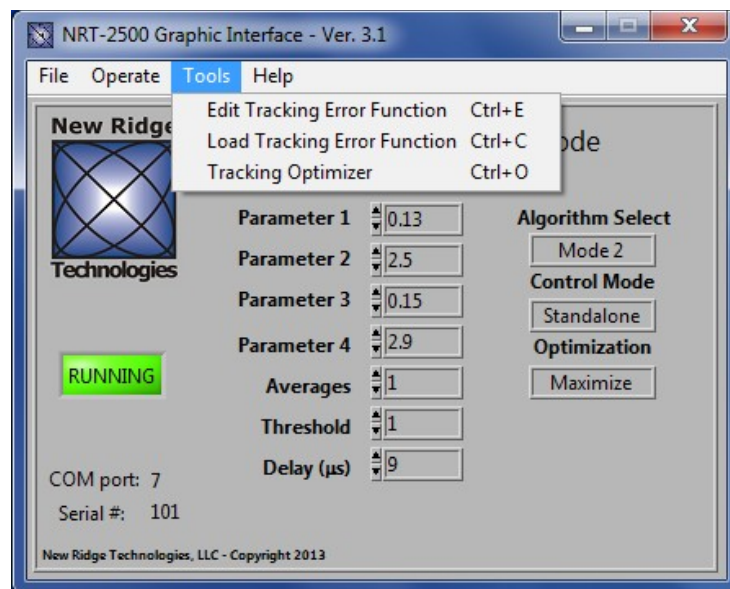 NRT-2500 Graphic Interface - Ver. 3.1
File Operate Tools Help
Edit Tracking Error Function Ctrl+E
Load Tracking Error Function Ctrl+C
Tracking Optimizer Ctrl+O
New Ridge
Technologies
Parameter 1 0.13
Parameter 2 2.5
Parameter 3 0.15
Parameter 4 2.9
Averages 1
Threshold 1
Delay (µs) 9
Algorithm Select
Mode 2
Control Mode
Standalone
Optimization
Maximize
RUNNING
COM port: 7
Serial #: 101
New Ridge Technologies, LLC - Copyright 2013